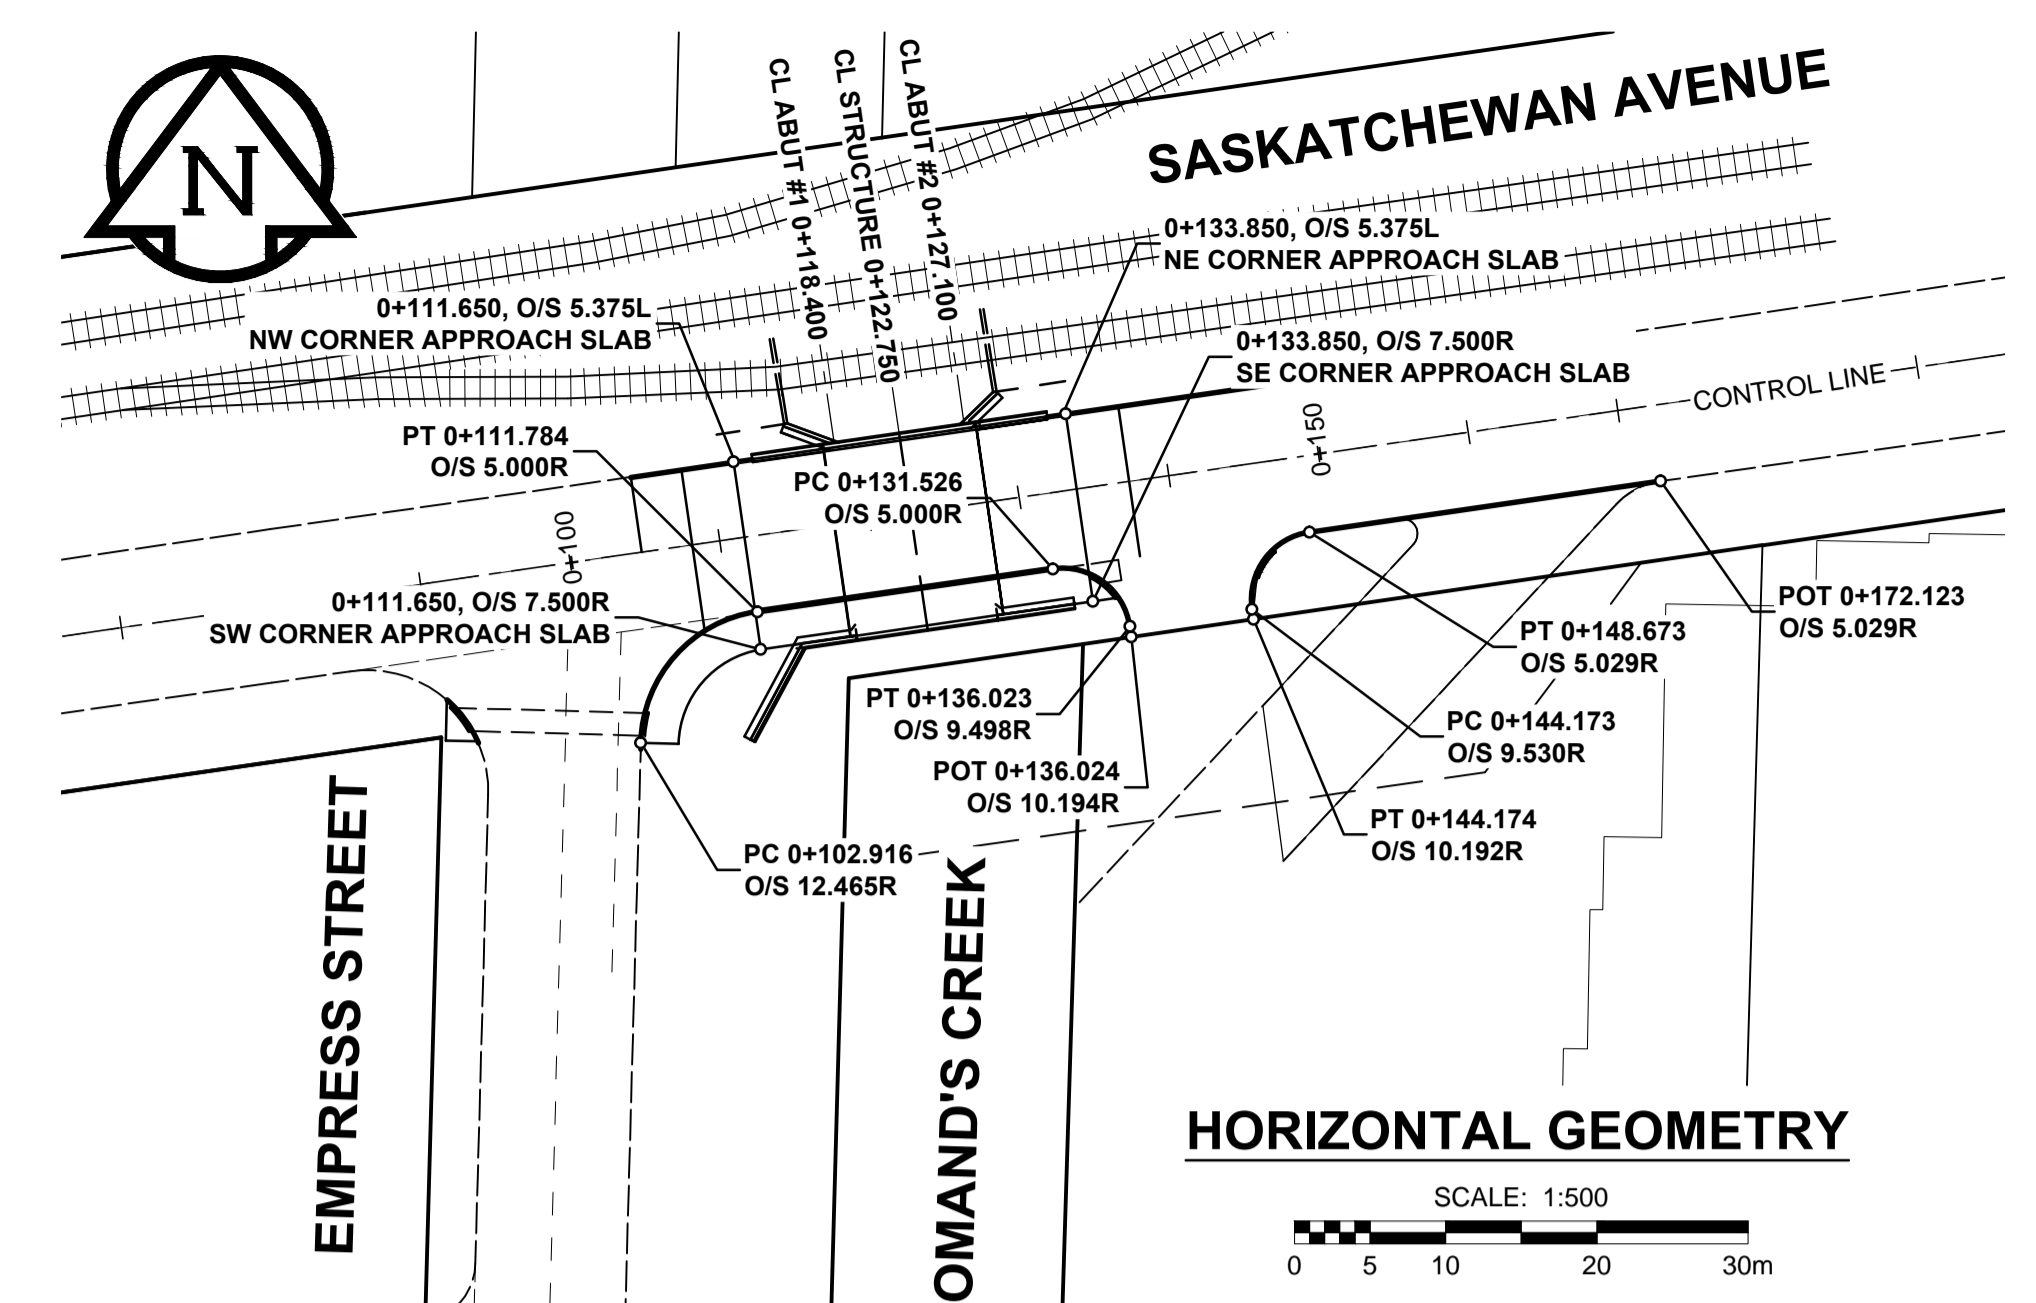 N
CL ABUT #1 0+118.400
CL STRUCTURE 0+122.750
CL ABUT #2 0+127.100
SASKATCHEWAN AVENUE
0+133.850, O/S 5.375L
NE CORNER APPROACH SLAB
0+111.650, O/S 5.375L
NW CORNER APPROACH SLAB
0+133.850, O/S 7.500R
SE CORNER APPROACH SLAB
CONTROL LINE
0+150
PT 0+111.784
O/S 5.000R
PC 0+131.526
O/S 5.000R
0+100
0+111.650, O/S 7.500R
SW CORNER APPROACH SLAB
POT 0+172.123
O/S 5.029R
PT 0+148.673
O/S 5.029R
PT 0+136.023
O/S 9.498R
PC 0+144.173
O/S 9.530R
POT 0+136.024
O/S 10.194R
PT 0+144.174
O/S 10.192R
PC 0+102.916
O/S 12.465R
EMPRESS STREET
OMAND'S CREEK
HORIZONTAL GEOMETRY
SCALE: 1:500
0 5 10 20 30m